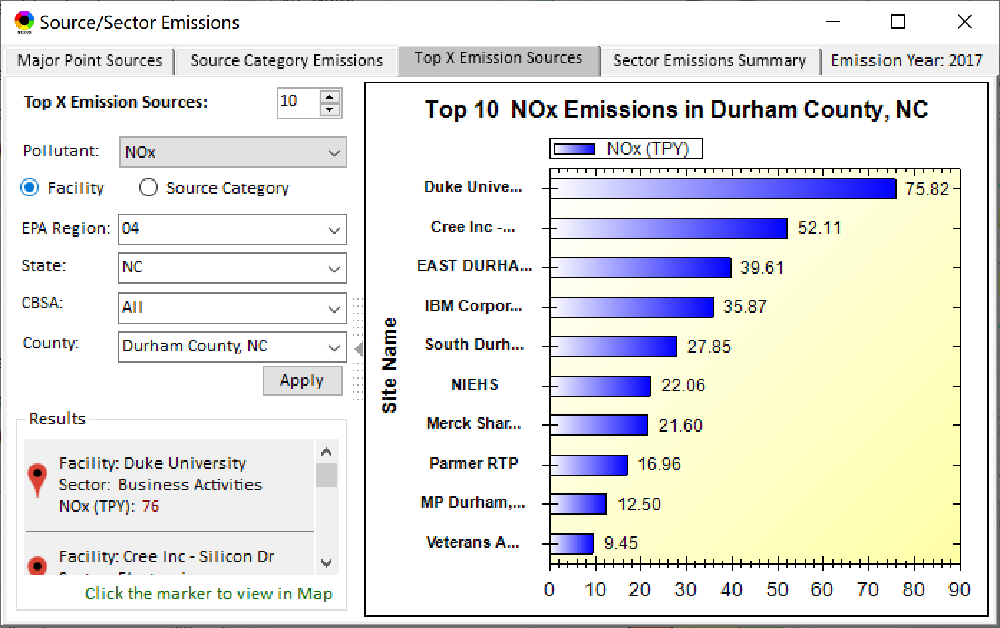 NEXUS
Source/Sector Emissions
Major Point Sources
Source Category Emissions
Top X Emission Sources
Sector Emissions Summary
Emission Year: 2017
Top X Emission Sources:
10
Pollutant:
NOx
Facility
Source Category
EPA Region:
04
State:
NC
CBSA:
All
County:
Durham County, NC
Apply
Results
Facility: Duke University
Sector: Business Activities
NOx (TPY): 76
Facility: Cree Inc - Silicon Dr
Click the marker to view in Map
Top 10 NOx Emissions in Durham County, NC
NOx (TPY)
Site Name
Duke Unive... 75.82
Cree Inc -... 52.11
EAST DURHA... 39.61
IBM Corpor... 35.87
South Durh... 27.85
NIEHS 22.06
Merck Shar... 21.60
Parmer RTP 16.96
MP Durham,... 12.50
Veterans A... 9.45
0 10 20 30 40 50 60 70 80 90